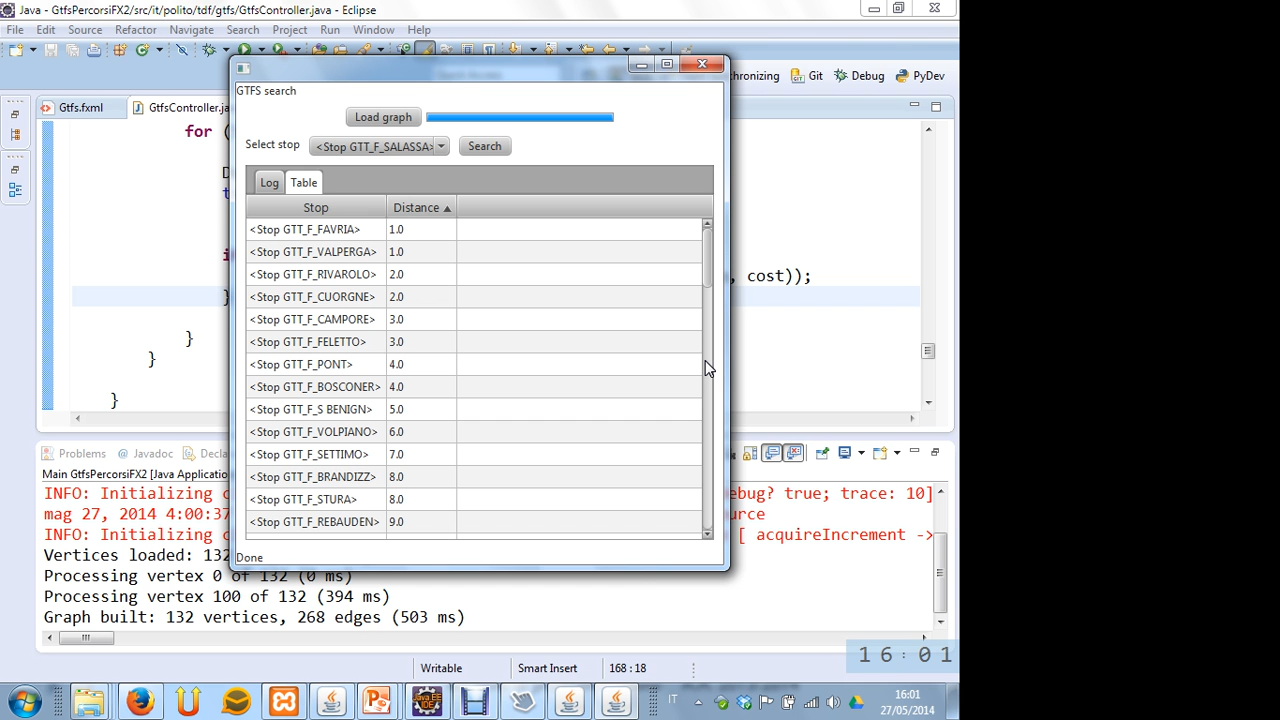 Java - GtfsPercorsiFX2/src/it/polito/tdf/gtfs/GtfsController.java - Eclipse
File Edit Source Refactor Navigate Search Project Run Window Help
Git Debug PyDev
Gtfs.fxml GtfsController.ja
GTFS search
Load graph
Select stop <Stop GTT_F_SALASSA> Search
Log Table
Stop Distance
<Stop GTT_F_FAVRIA> 1.0
<Stop GTT_F_VALPERGA> 1.0
<Stop GTT_F_RIVAROLO> 2.0
<Stop GTT_F_CUORGNE> 2.0
<Stop GTT_F_CAMPORE> 3.0
<Stop GTT_F_FELETTO> 3.0
<Stop GTT_F_PONT> 4.0
<Stop GTT_F_BOSCONER> 4.0
<Stop GTT_F_S BENIGN> 5.0
<Stop GTT_F_VOLPIANO> 6.0
<Stop GTT_F_SETTIMO> 7.0
<Stop GTT_F_BRANDIZZ> 8.0
<Stop GTT_F_STURA> 8.0
<Stop GTT_F_REBAUDEN> 9.0
Done
for (
, cost));
}
}
}
Problems @ Javadoc Decla
Main GtfsPercorsiFX2 [Java Applicatio
INFO: Initializing c ebug? true; trace: 10]
mag 27, 2014 4:00:37 ource
INFO: Initializing c [ acquireIncrement ->
Vertices loaded: 132
Processing vertex 0 of 132 (0 ms)
Processing vertex 100 of 132 (394 ms)
Graph built: 132 vertices, 268 edges (503 ms)
16:01
Writable Smart Insert 168 : 18
IT 16:01
27/05/2014